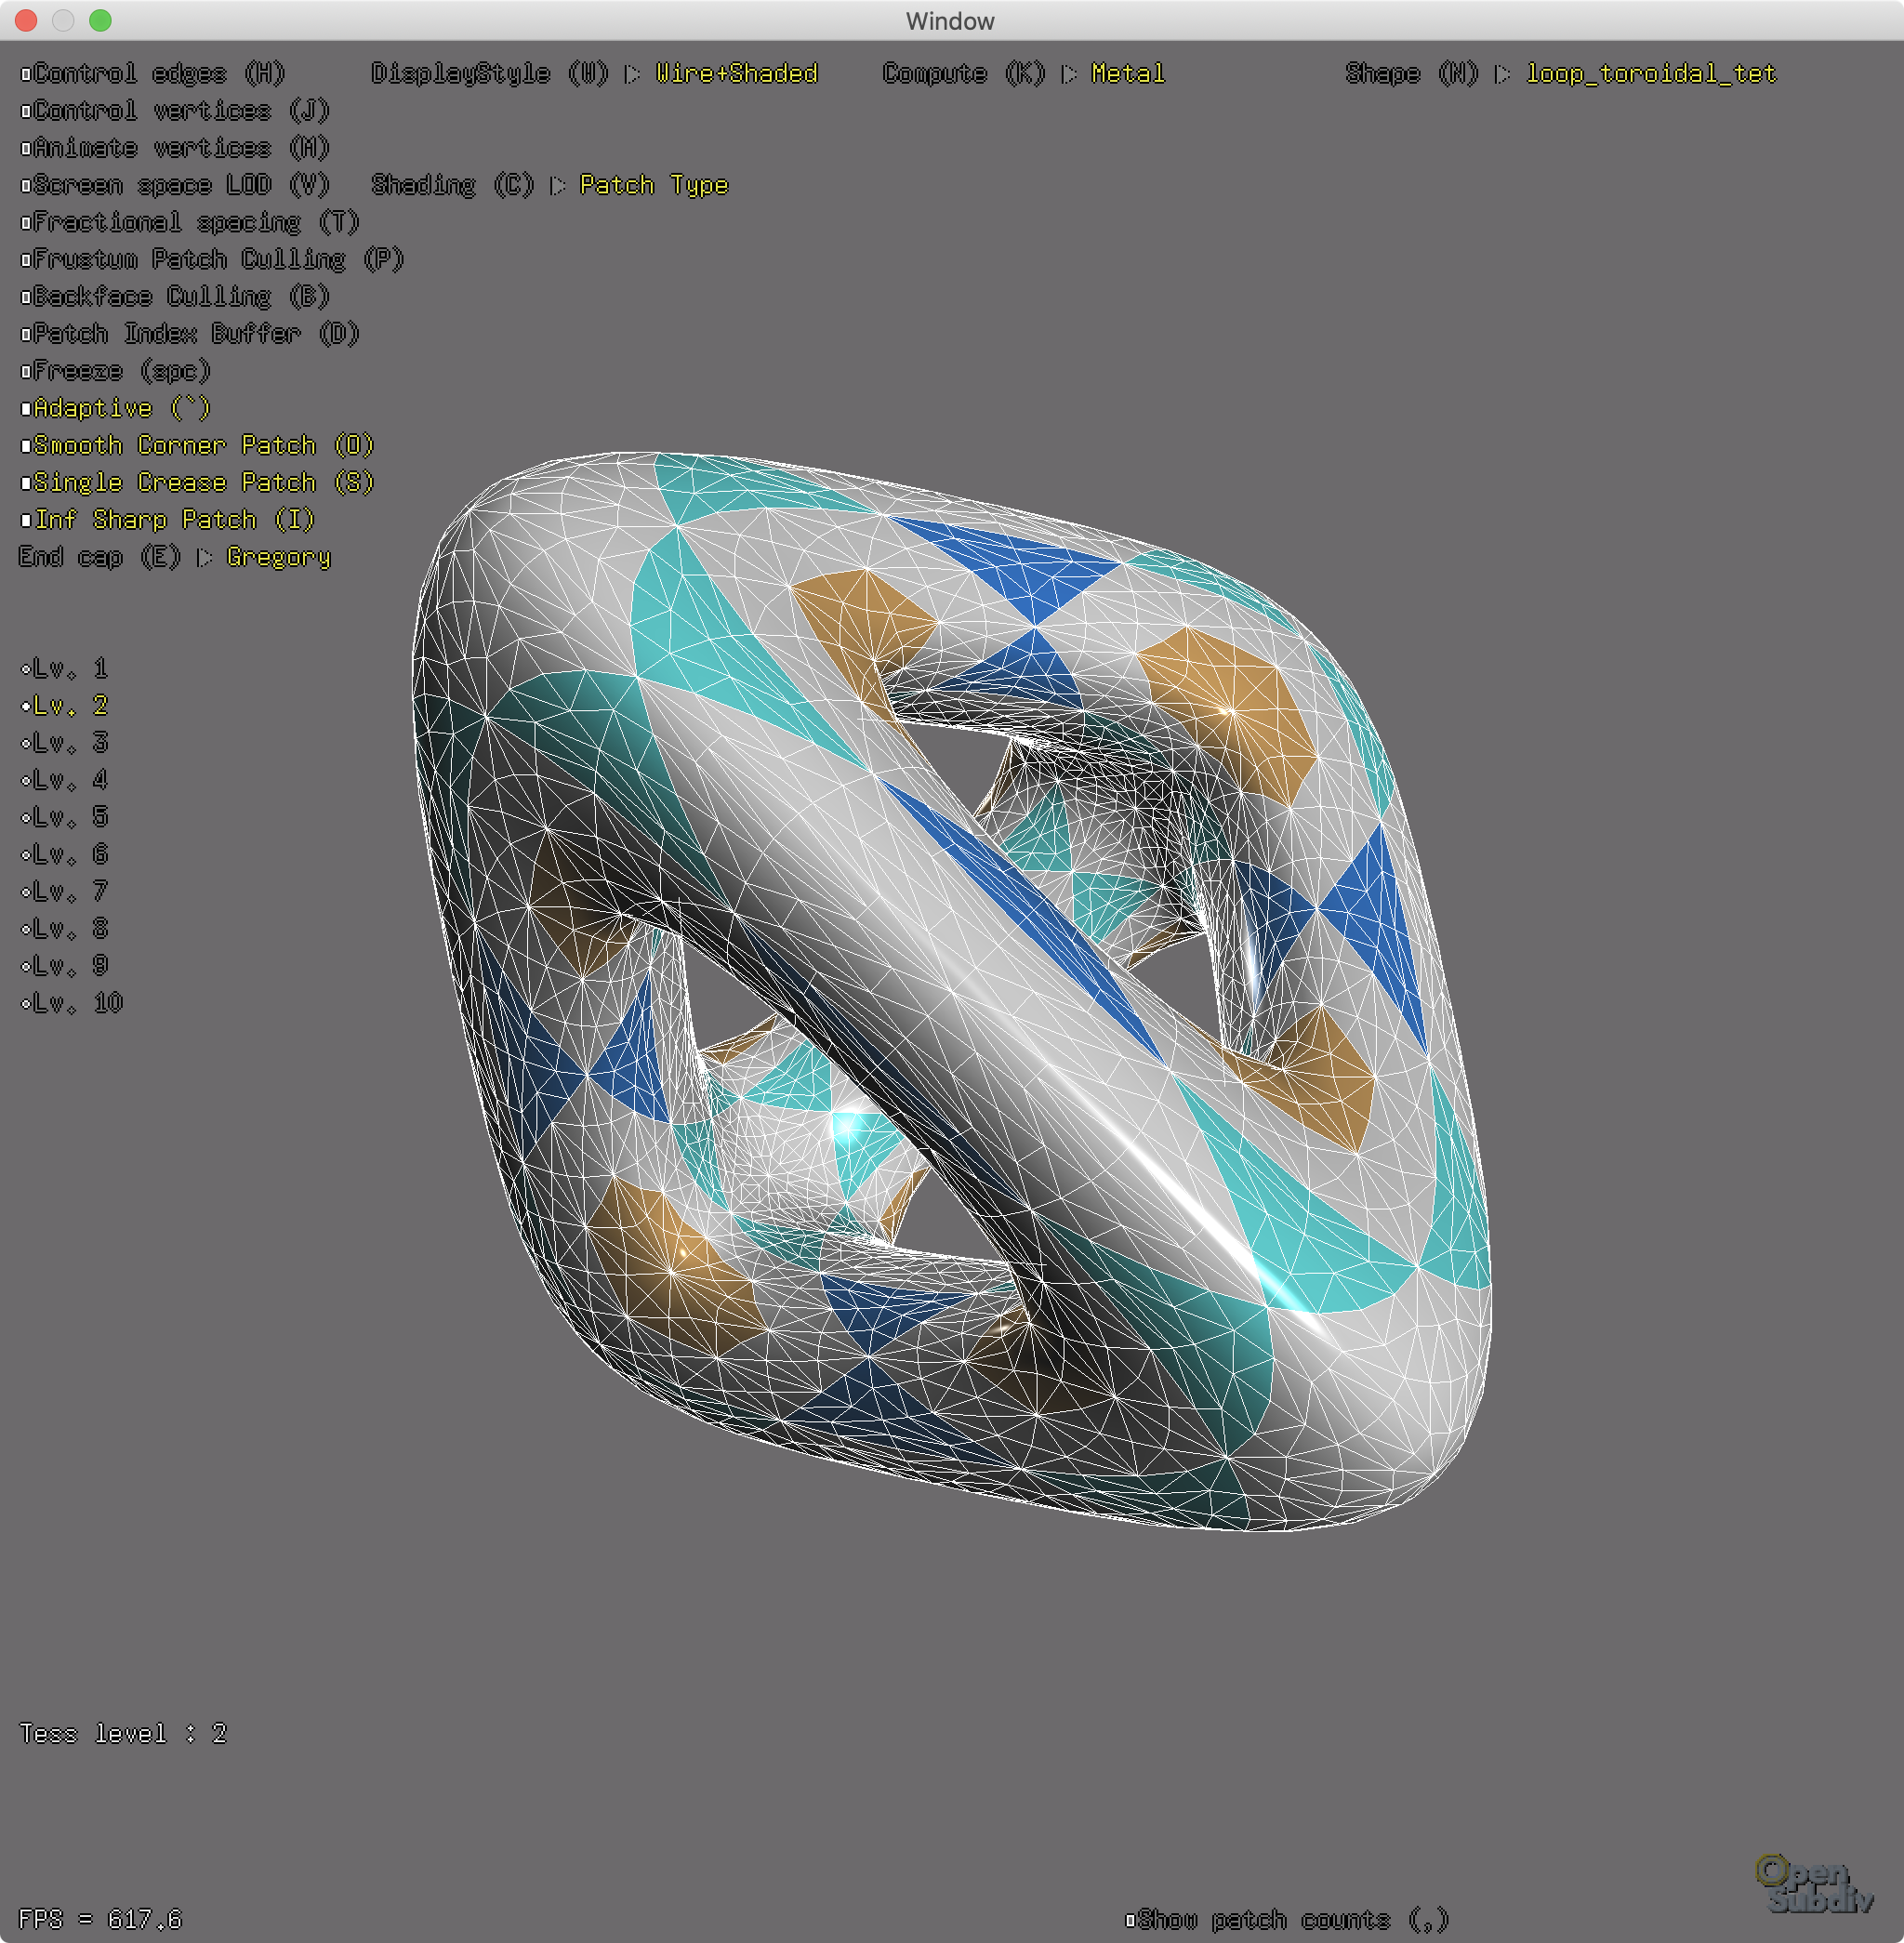 Window
Control edges (H) DisplayStyle (W) Wire+Shaded Compute (K) Metal Shape (N) loop_toroidal_tet
Control vertices (J)
Animate vertices (M)
Screen space LOD (V) Shading (C) Patch Type
Fractional spacing (T)
Frustum Patch Culling (P)
Backface Culling (B)
Patch Index Buffer (D)
Freeze (spc)
Adaptive (`)
Smooth Corner Patch (O)
Single Crease Patch (S)
Inf Sharp Patch (I)
End cap (E) Gregory
Lv. 1
Lv. 2
Lv. 3
Lv. 4
Lv. 5
Lv. 6
Lv. 7
Lv. 8
Lv. 9
Lv. 10
Tess level : 2
Open
Subdiv
FPS = 617.6 Show patch counts (,)